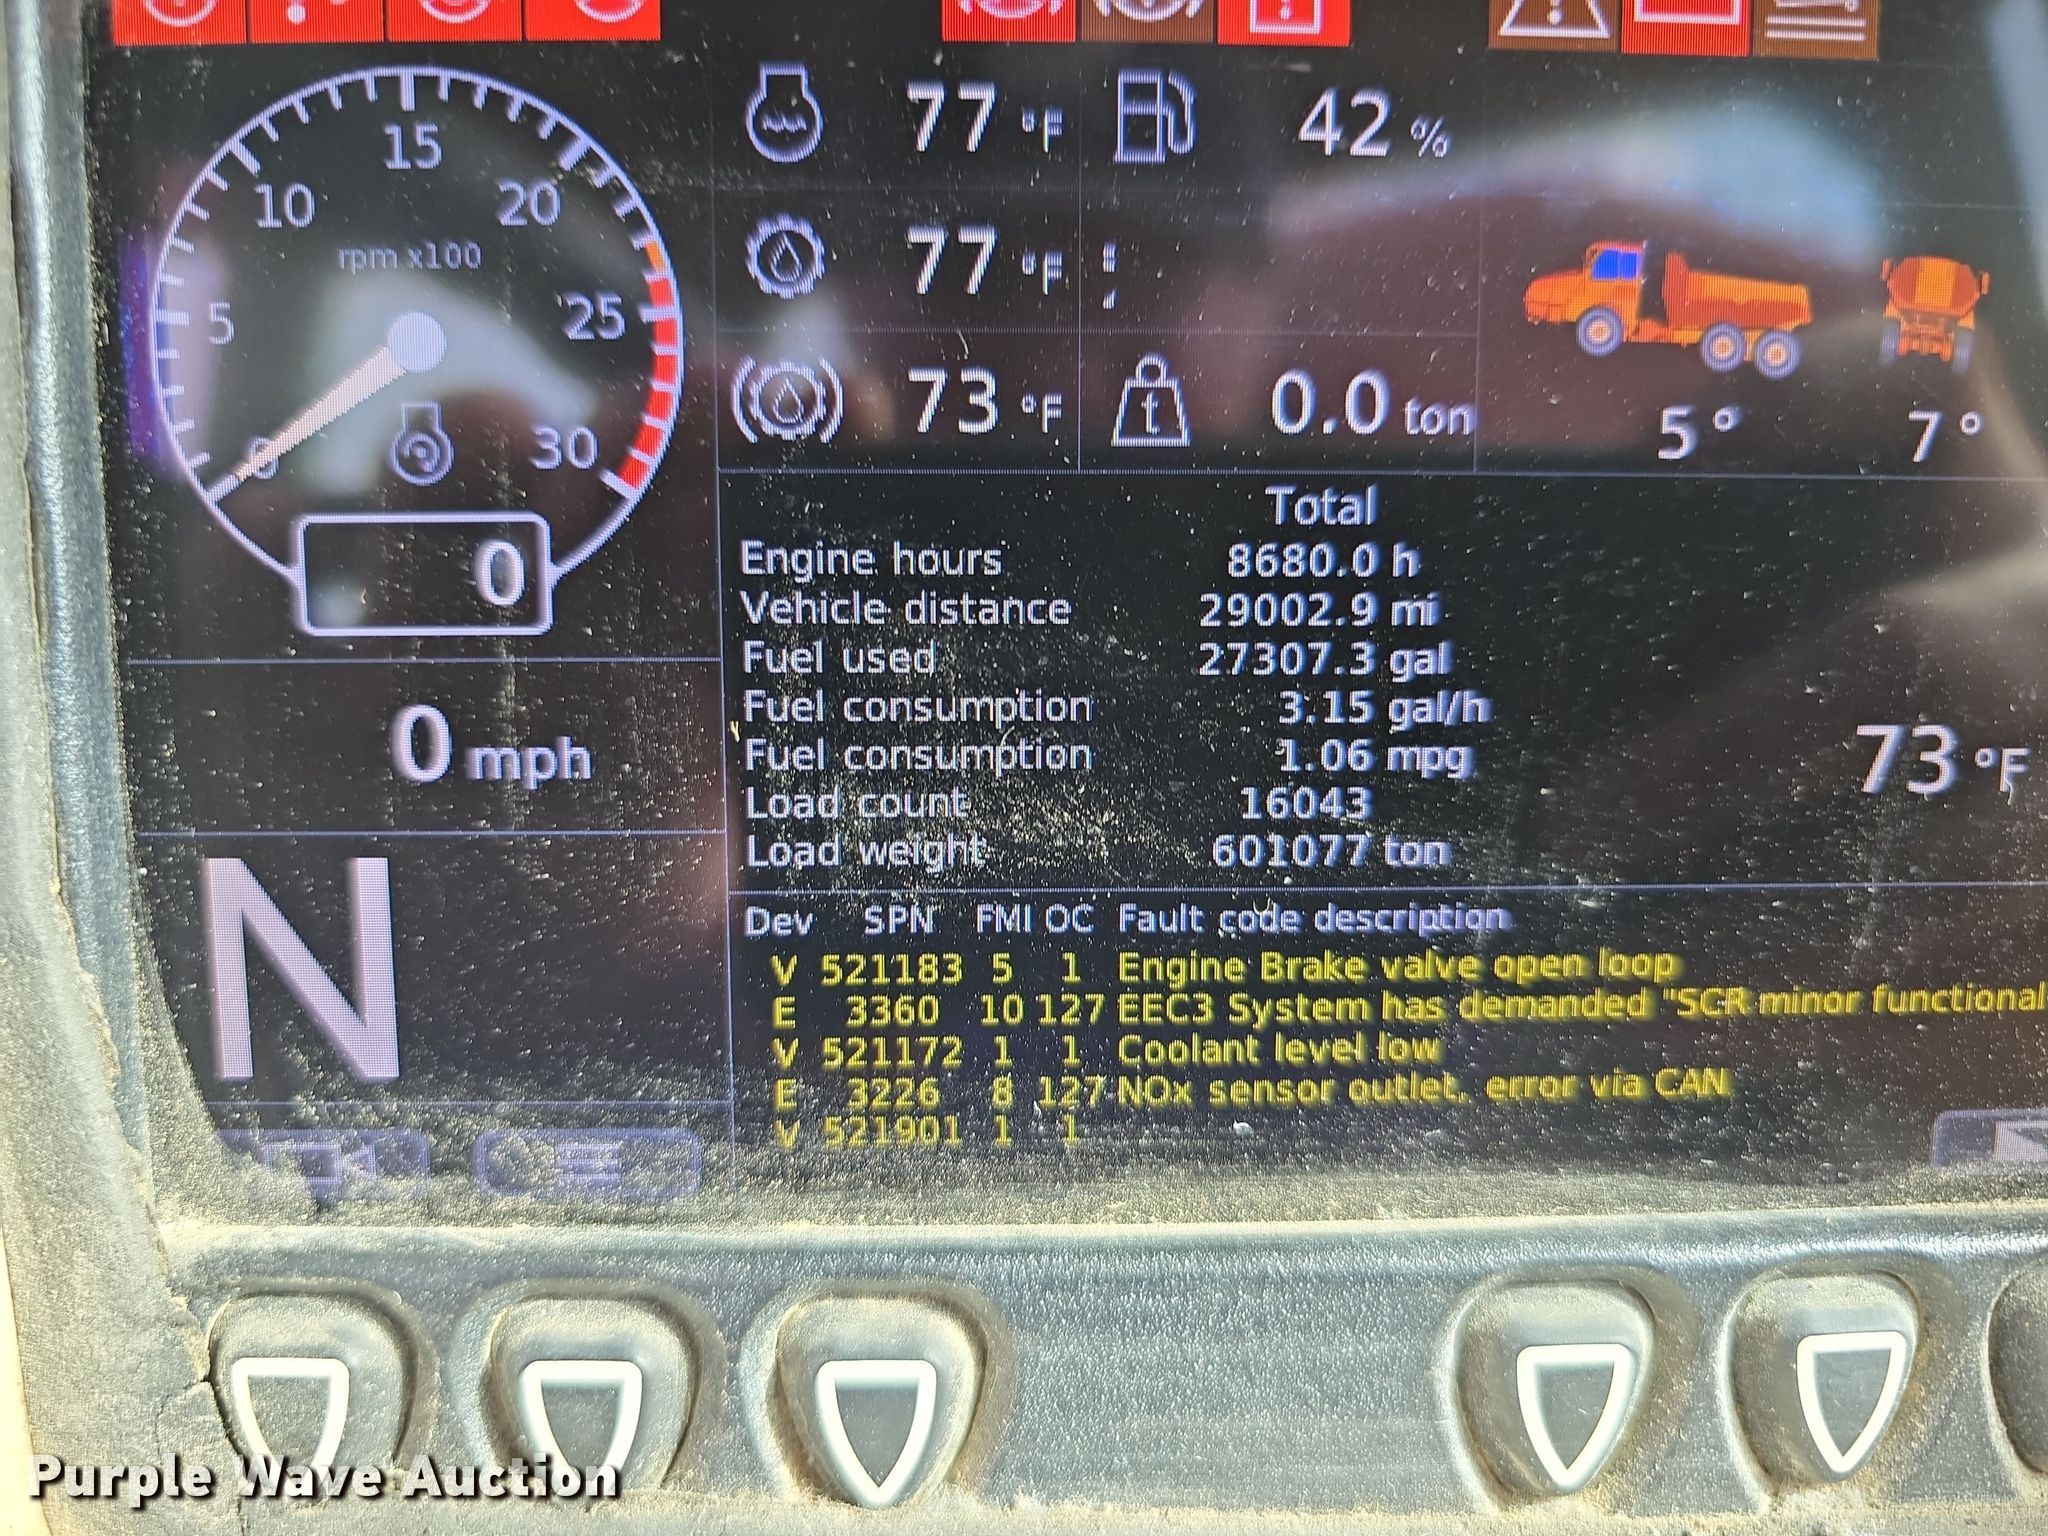 15
10
20
rpm x100
5
25
0
30
0
0 mph
N
77 °F
42 %
77 °F
73 °F
t
0.0 ton
5° 7°
Total
Engine hours 8680.0 h
Vehicle distance 29002.9 mi
Fuel used 27307.3 gal
Fuel consumption 3.15 gal/h
Fuel consumption 1.06 mpg
Load count 16043
Load weight 601077 ton
73 °F
Dev SPN FMI OC Fault code description
V 521183 5 1 Engine Brake valve open loop
E 3360 10 127 EEC3 System has demanded "SCR minor functional
V 521172 1 1 Coolant level low
E 3226 8 127 NOx sensor outlet, error via CAN
V 521901 1 1
Purple Wave Auction